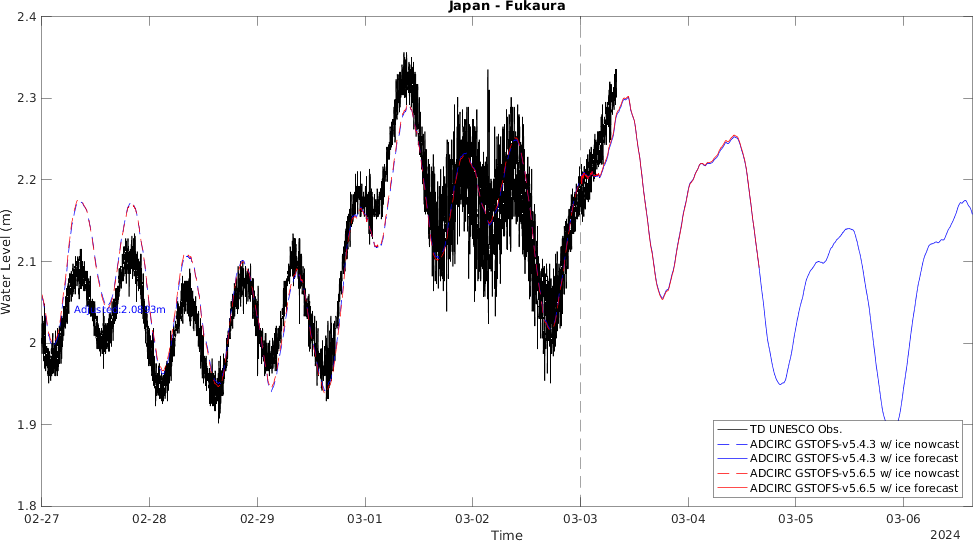 Japan - Fukaura
2.4
2.3
2.2
2.1
2
1.9
1.8
Water Level (m)
TD UNESCO Obs.
ADCIRC GSTOFS-v5.4.3 w/ ice nowcast
ADCIRC GSTOFS-v5.4.3 w/ ice forecast
ADCIRC GSTOFS-v5.6.5 w/ ice nowcast
ADCIRC GSTOFS-v5.6.5 w/ ice forecast
02-27 02-28 02-29 03-01 03-02 03-03 03-04 03-05 03-06
Time
2024